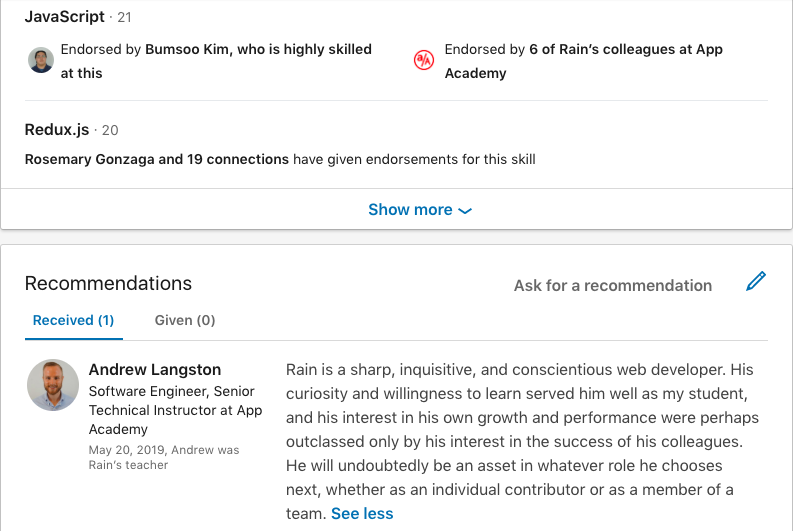 JavaScript · 21
Endorsed by Bumsoo Kim, who is highly skilled
at this
a/A
Endorsed by 6 of Rain’s colleagues at App
Academy
Redux.js · 20
Rosemary Gonzaga and 19 connections have given endorsements for this skill
Show more
Recommendations
Ask for a recommendation
Received (1)
Given (0)
Andrew Langston
Software Engineer, Senior
Technical Instructor at App
Academy
May 20, 2019, Andrew was
Rain’s teacher
Rain is a sharp, inquisitive, and conscientious web developer. His
curiosity and willingness to learn served him well as my student,
and his interest in his own growth and performance were perhaps
outclassed only by his interest in the success of his colleagues.
He will undoubtedly be an asset in whatever role he chooses
next, whether as an individual contributor or as a member of a
team. See less